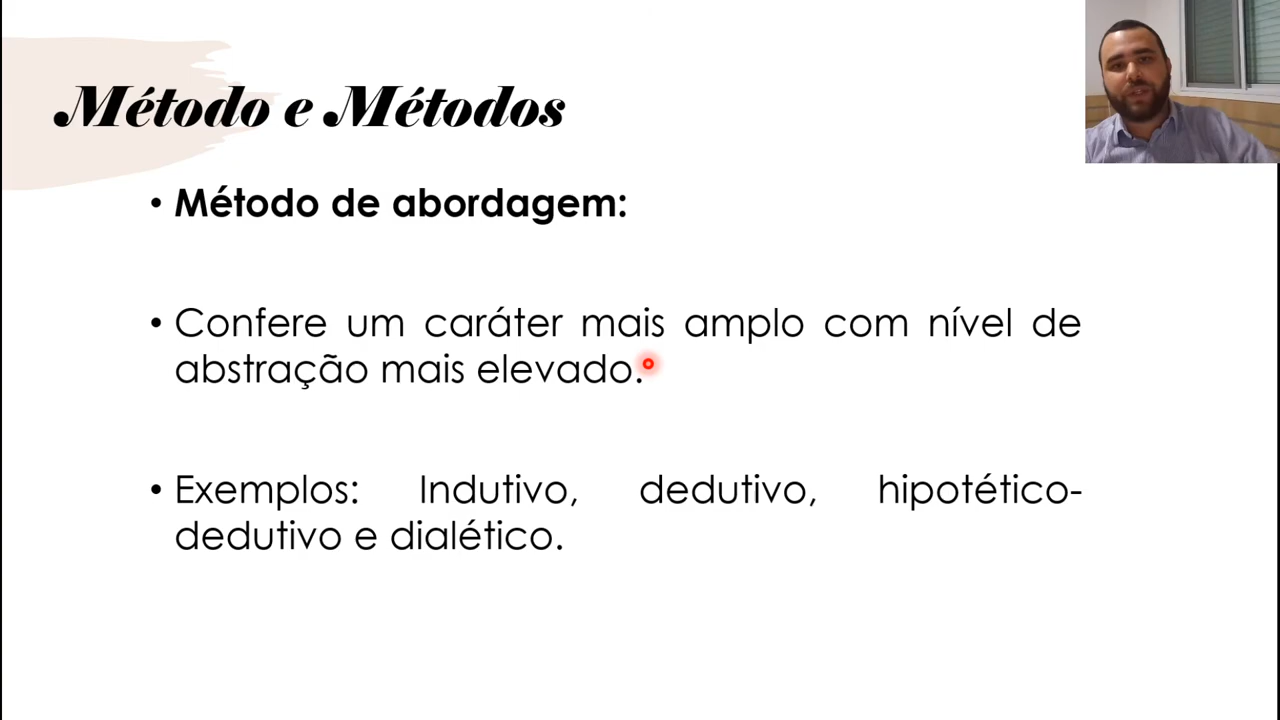 Método e Métodos
• Método de abordagem:
• Confere um caráter mais amplo com nível de
abstração mais elevado.
• Exemplos: Indutivo, dedutivo, hipotético-
dedutivo e dialético.